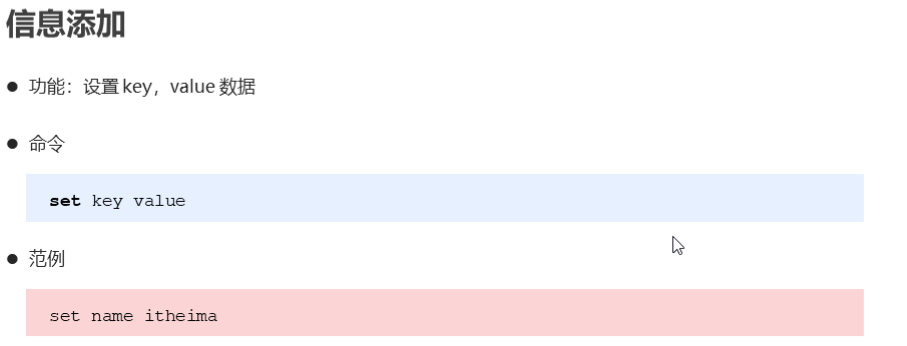 信息添加
● 功能：设置 key，value 数据
● 命令
set key value
● 范例
set name itheima